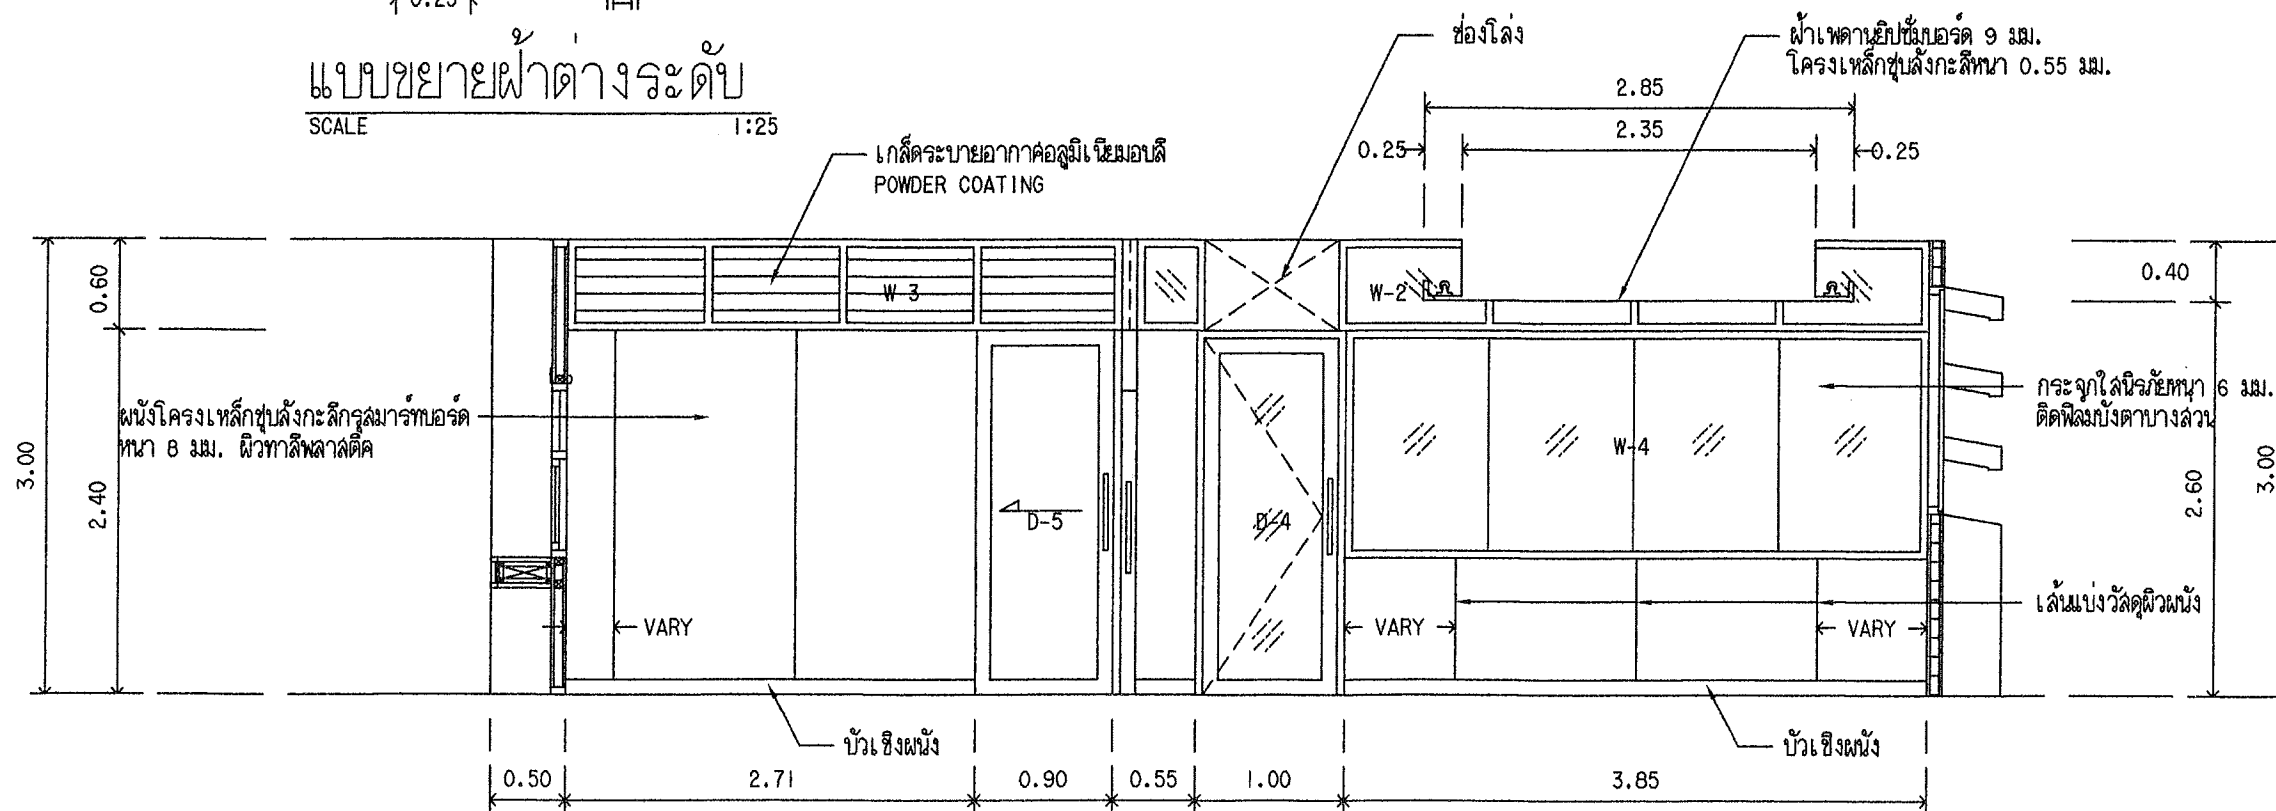 0.25
แบบขยายฝ้าต่างระดับ
SCALE 1:25
ช่องโล่ง
ฝ้าเพดานยิปซั่มบอร์ด 9 มม.
โครงเหล็กชุบสังกะสีหนา 0.55 มม.
2.85
2.35
0.25
0.25
เกล็ดระบายอากาศอลูมิเนียมอบสี
POWDER COATING
0.60
W-3
W-2
0.40
ผนังโครงเหล็กชุบสังกะสีกรุสมาร์ทบอร์ด
หนา 8 มม. ผิวทาสีพลาสติค
กระจกใสนิรภัยหนา 6 มม.
ติดฟิล์มบังตาบางส่วน
W-4
3.00
2.40
D-5
D-4
2.60
3.00
VARY
VARY
VARY
เส้นแบ่งวัสดุผิวผนัง
บัวเชิงผนัง
บัวเชิงผนัง
0.50
2.71
0.90
0.55
1.00
3.85